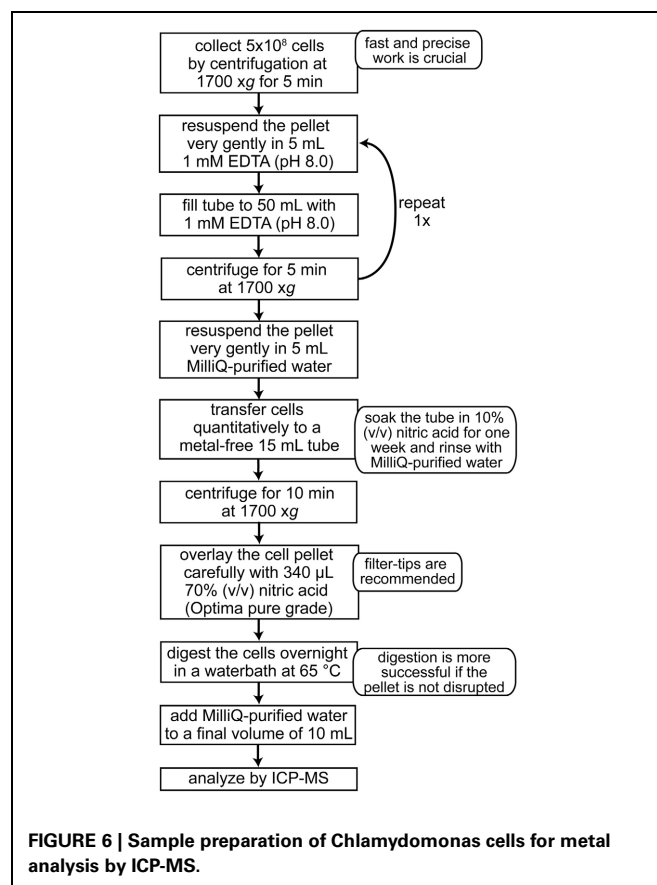 collect 5x10⁸ cells
by centrifugation at
1700 xg for 5 min
fast and precise
work is crucial
resuspend the pellet
very gently in 5 mL
1 mM EDTA (pH 8.0)
fill tube to 50 mL with
1 mM EDTA (pH 8.0)
repeat
1x
centrifuge for 5 min
at 1700 xg
resuspend the pellet
very gently in 5 mL
MilliQ-purified water
transfer cells
quantitatively to a
metal-free 15 mL tube
soak the tube in 10%
(v/v) nitric acid for one
week and rinse with
MilliQ-purified water
centrifuge for 10 min
at 1700 xg
overlay the cell pellet
carefully with 340 µL
70% (v/v) nitric acid
(Optima pure grade)
filter-tips are
recommended
digest the cells overnight
in a waterbath at 65 °C
digestion is more
successful if the
pellet is not disrupted
add MilliQ-purified water
to a final volume of 10 mL
analyze by ICP-MS
FIGURE 6 | Sample preparation of Chlamydomonas cells for metal
analysis by ICP-MS.